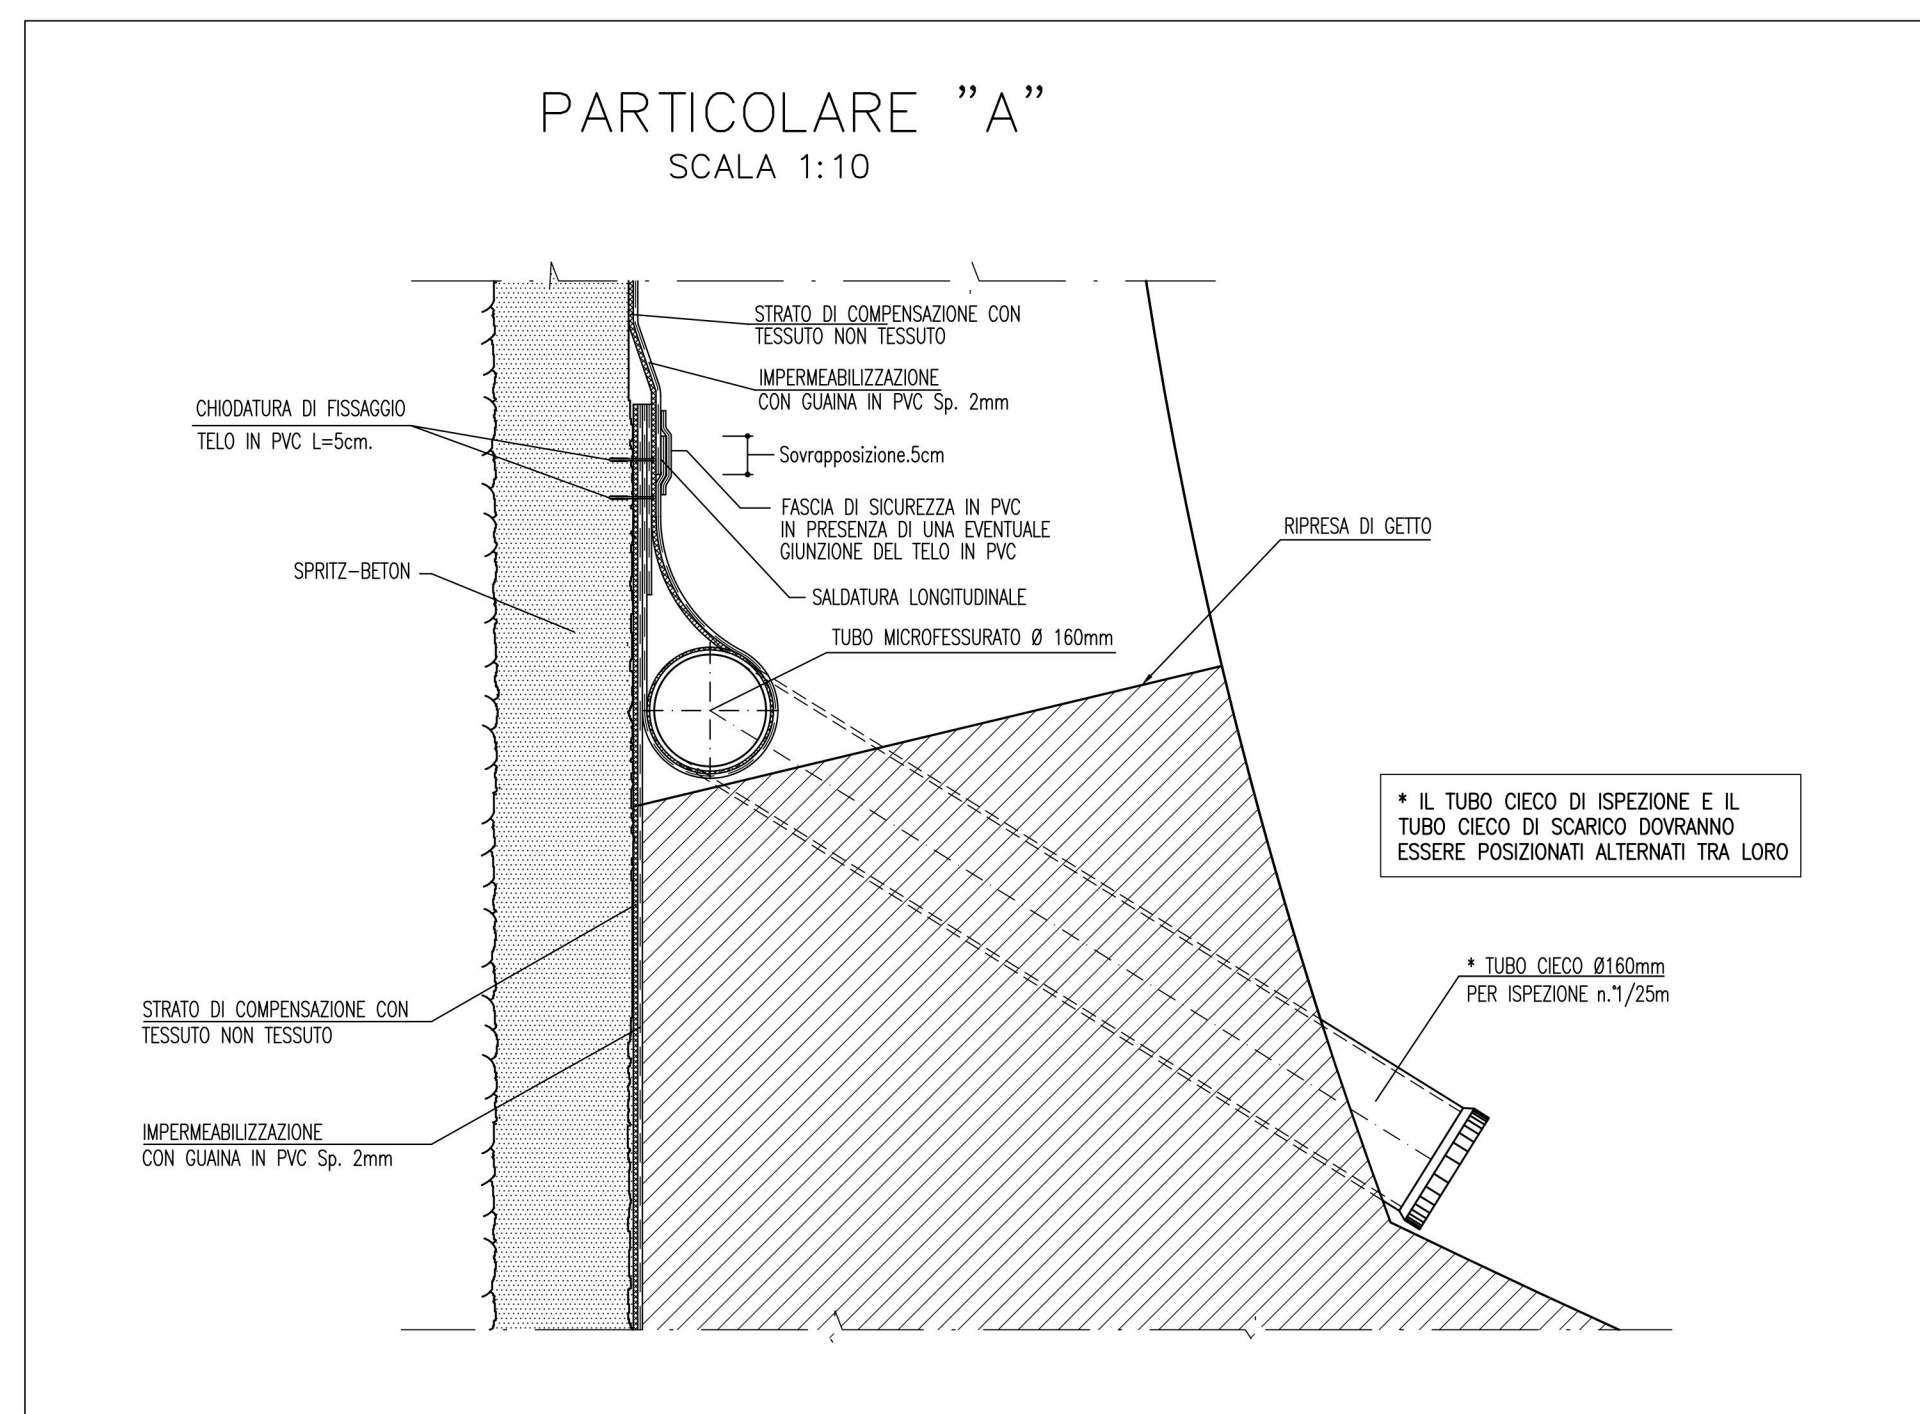 PARTICOLARE "A"
SCALA 1:10
STRATO DI COMPENSAZIONE CON
TESSUTO NON TESSUTO
IMPERMEABILIZZAZIONE
CON GUAINA IN PVC Sp. 2mm
CHIODATURA DI FISSAGGIO
TELO IN PVC L=5cm.
Sovrapposizione.5cm
FASCIA DI SICUREZZA IN PVC
IN PRESENZA DI UNA EVENTUALE
GIUNZIONE DEL TELO IN PVC
RIPRESA DI GETTO
SPRITZ-BETON
SALDATURA LONGITUDINALE
TUBO MICROFESSURATO Ø 160mm
* IL TUBO CIECO DI ISPEZIONE E IL
TUBO CIECO DI SCARICO DOVRANNO
ESSERE POSIZIONATI ALTERNATI TRA LORO
* TUBO CIECO Ø160mm
PER ISPEZIONE n.°1/25m
STRATO DI COMPENSAZIONE CON
TESSUTO NON TESSUTO
IMPERMEABILIZZAZIONE
CON GUAINA IN PVC Sp. 2mm